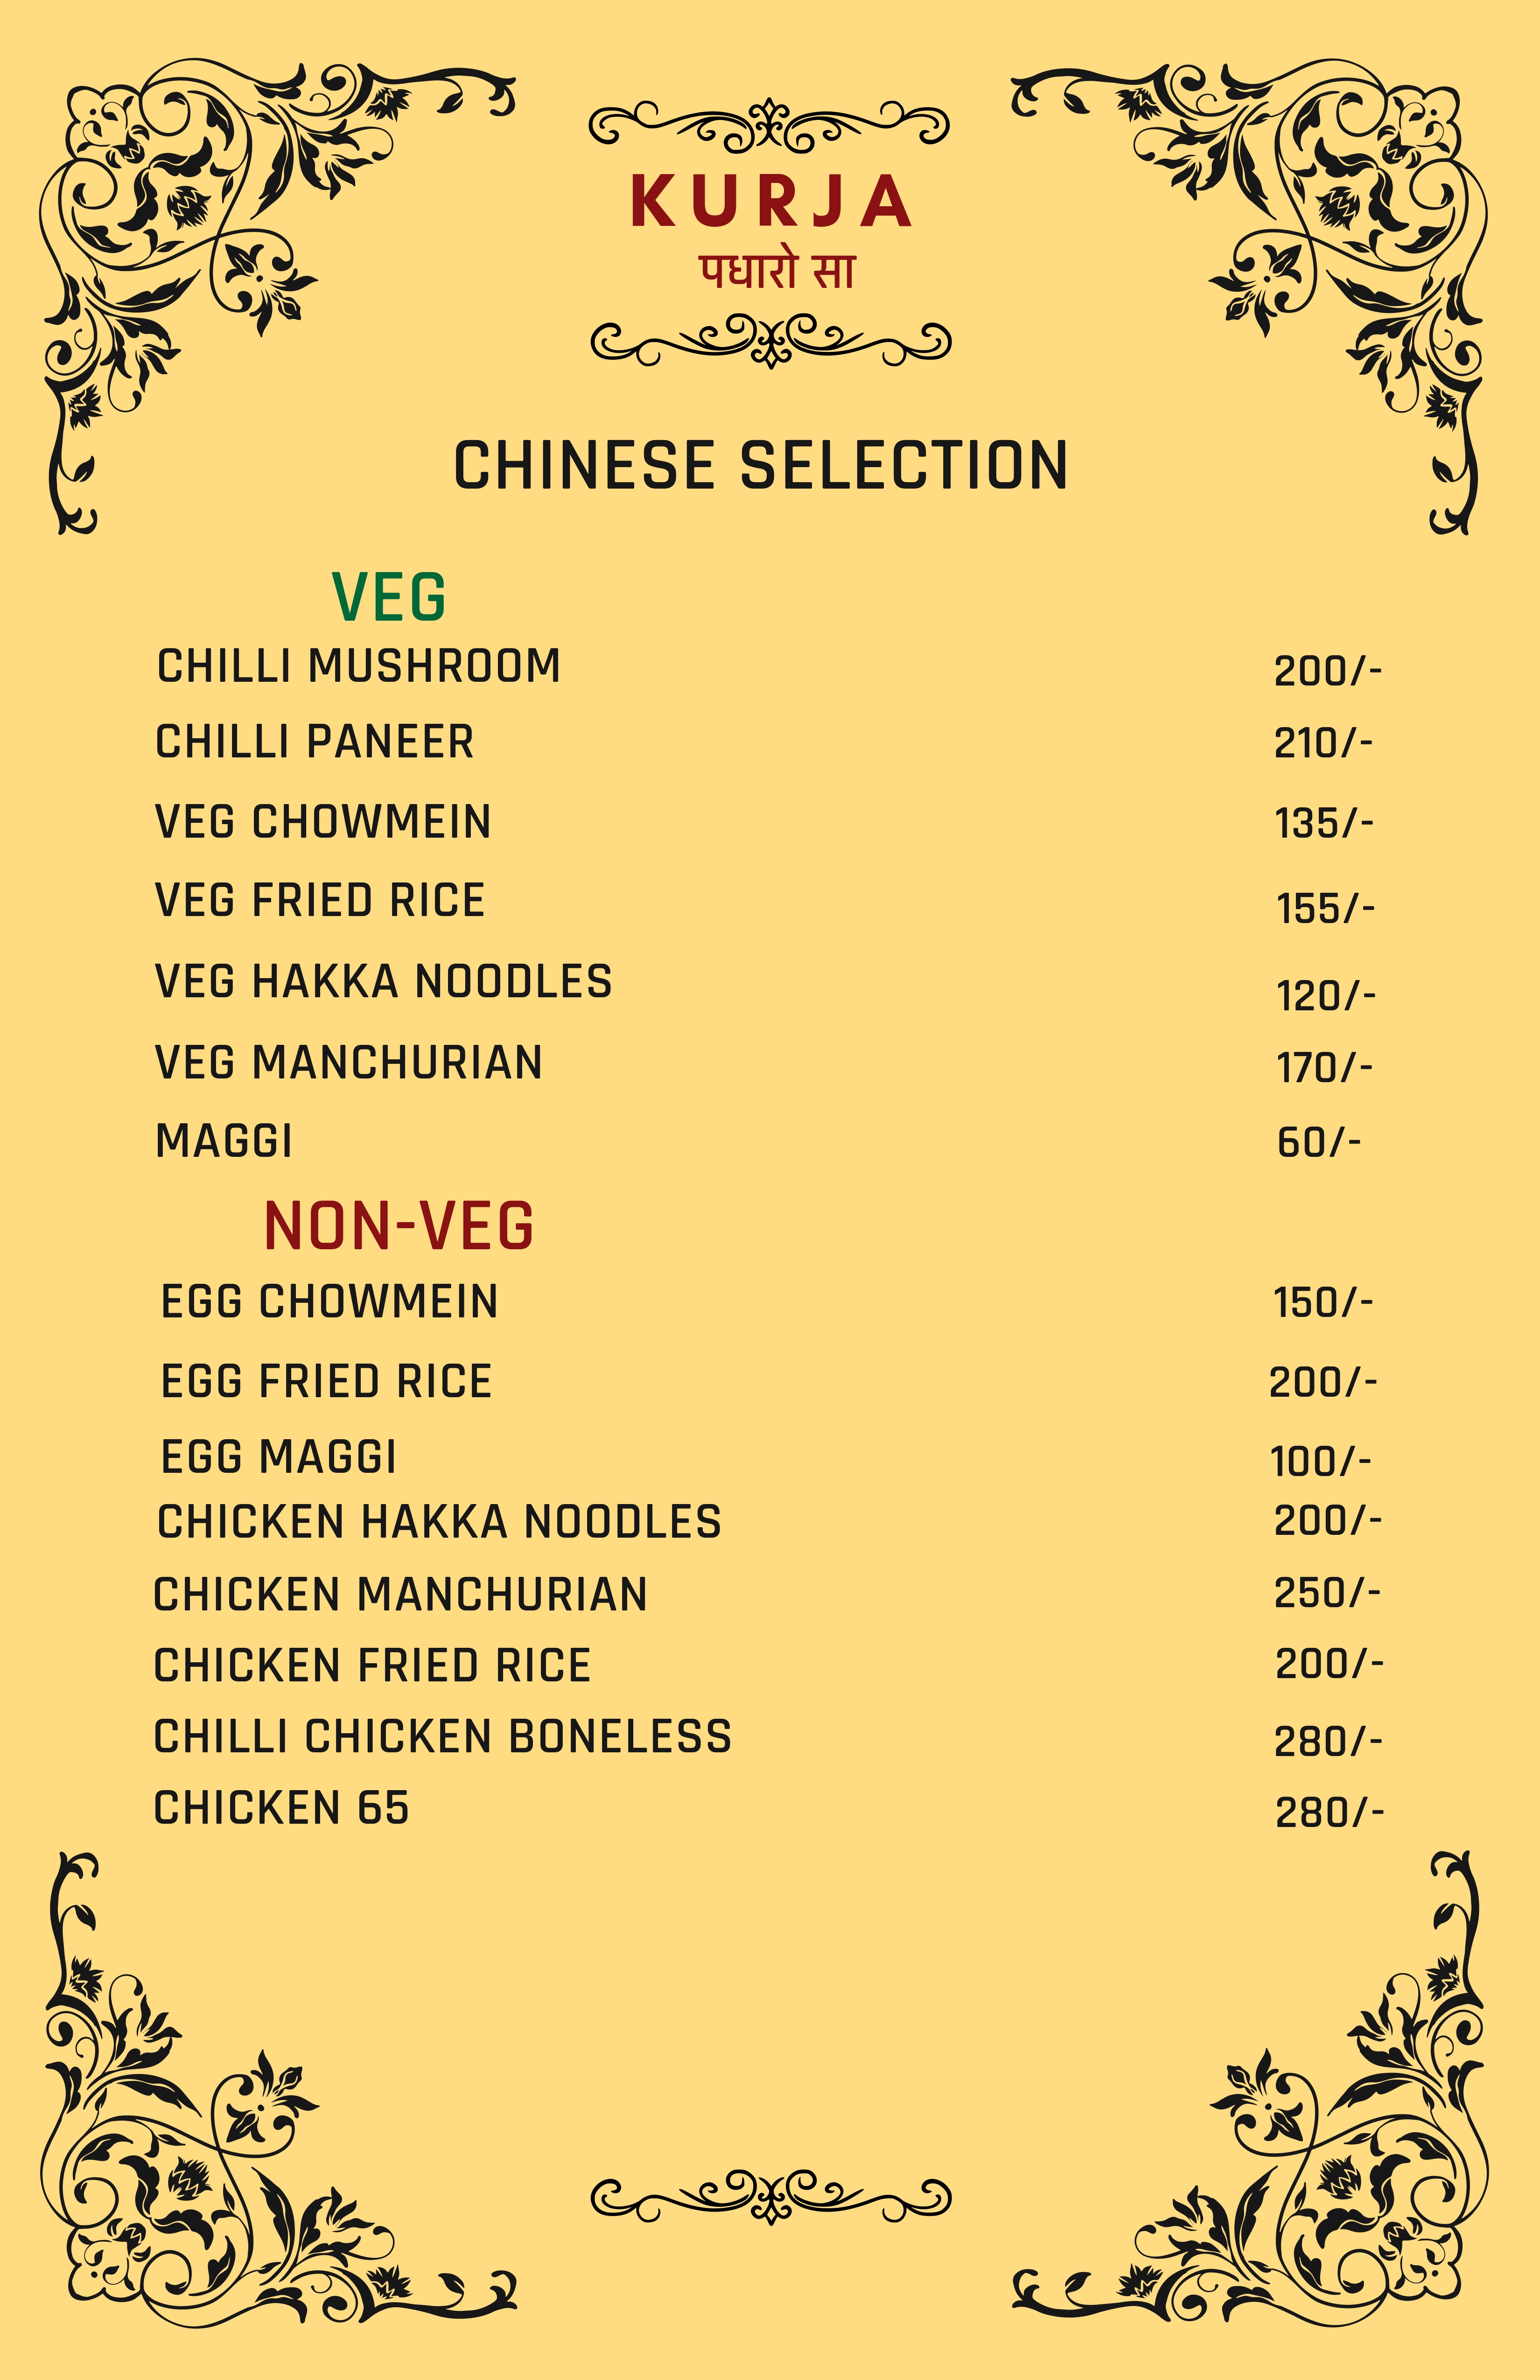 KURJA
पधारो सा
CHINESE SELECTION
VEG
CHILLI MUSHROOM 200/-
CHILLI PANEER 210/-
VEG CHOWMEIN 135/-
VEG FRIED RICE 155/-
VEG HAKKA NOODLES 120/-
VEG MANCHURIAN 170/-
MAGGI 60/-
NON-VEG
EGG CHOWMEIN 150/-
EGG FRIED RICE 200/-
EGG MAGGI 100/-
CHICKEN HAKKA NOODLES 200/-
CHICKEN MANCHURIAN 250/-
CHICKEN FRIED RICE 200/-
CHILLI CHICKEN BONELESS 280/-
CHICKEN 65 280/-